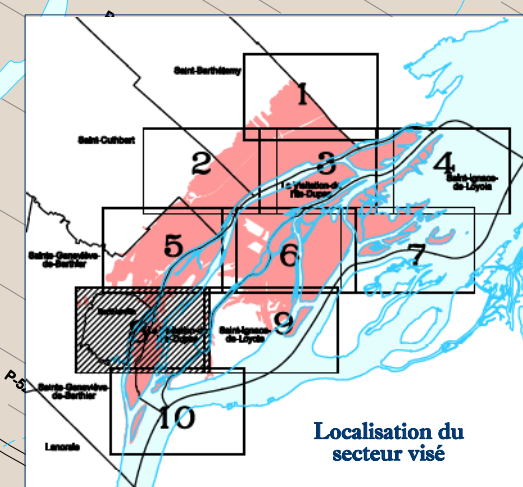 Saint-Barthélemy
1
Saint-Cuthbert
2
3
4
La Visitation-de-
l'Île-Dupas
Saint-Ignace-
de-Loyola
5
6
7
Sainte-Geneviève-
de-Berthier
9
Saint-Ignace-
de-Loyola
Sainte-Geneviève-
de-Berthier
10
Lanoraie
Localisation du
secteur visé